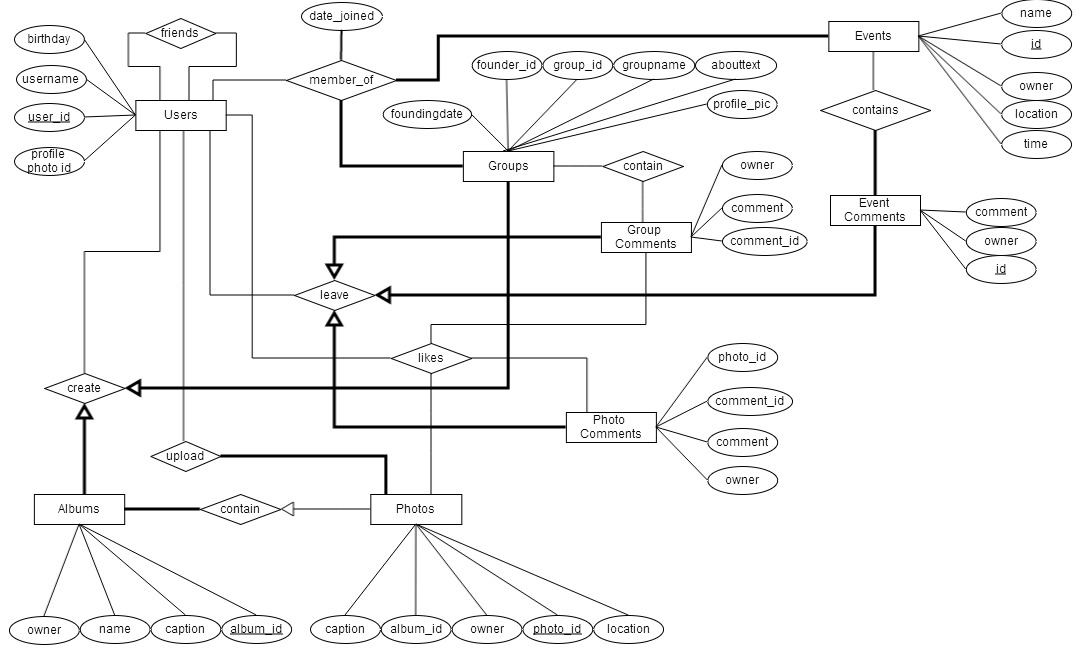 date_joined
name
birthday
friends
Events
id
username
member_of
founder_id
group_id
groupname
abouttext
owner
user_id
Users
foundingdate
profile_pic
contains
location
time
profile
photo id
Groups
contain
owner
comment
Event
Comments
comment
Group
Comments
comment_id
owner
id
leave
likes
photo_id
create
comment_id
Photo
Comments
comment
upload
owner
Albums
contain
Photos
owner
name
caption
album_id
caption
album_id
owner
photo_id
location